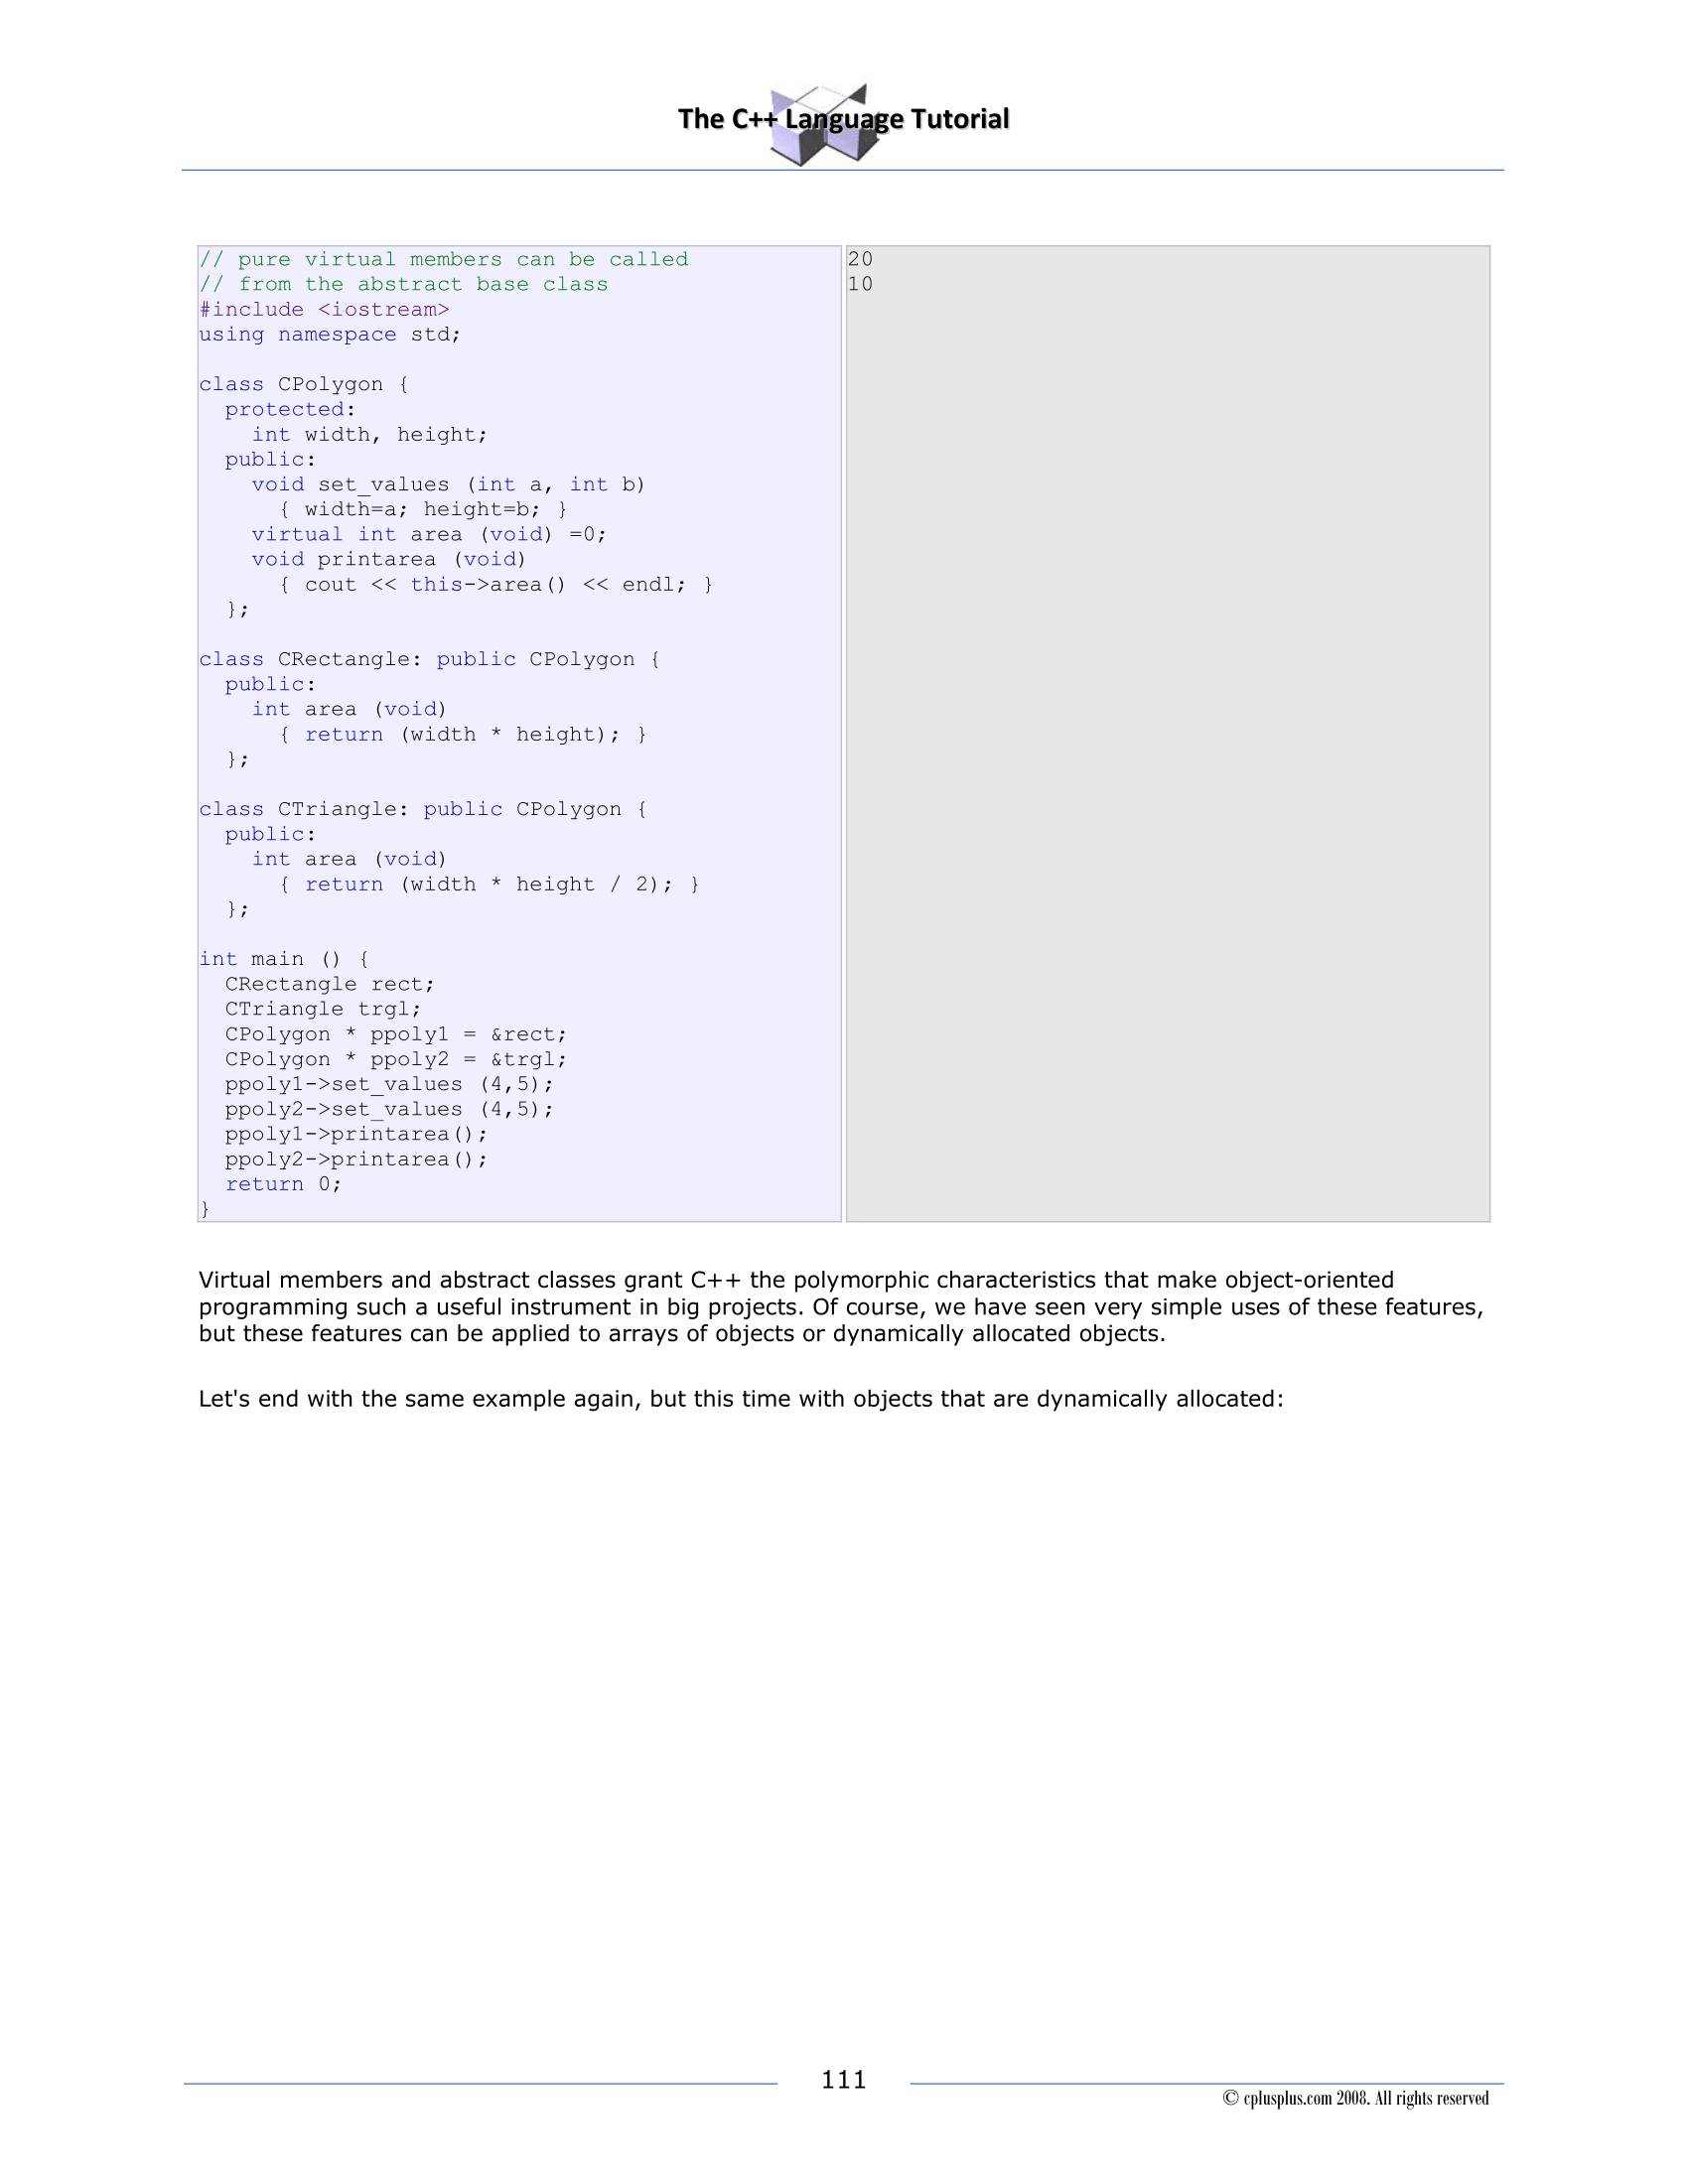 The C++ Language Tutorial
// pure virtual members can be called
// from the abstract base class
#include <iostream>
using namespace std;

class CPolygon {
  protected:
    int width, height;
  public:
    void set_values (int a, int b)
      { width=a; height=b; }
    virtual int area (void) =0;
    void printarea (void)
      { cout << this->area() << endl; }
  };

class CRectangle: public CPolygon {
  public:
    int area (void)
      { return (width * height); }
  };

class CTriangle: public CPolygon {
  public:
    int area (void)
      { return (width * height / 2); }
  };

int main () {
  CRectangle rect;
  CTriangle trgl;
  CPolygon * ppoly1 = &rect;
  CPolygon * ppoly2 = &trgl;
  ppoly1->set_values (4,5);
  ppoly2->set_values (4,5);
  ppoly1->printarea();
  ppoly2->printarea();
  return 0;
}
20
10
Virtual members and abstract classes grant C++ the polymorphic characteristics that make object-oriented
programming such a useful instrument in big projects. Of course, we have seen very simple uses of these features,
but these features can be applied to arrays of objects or dynamically allocated objects.
Let's end with the same example again, but this time with objects that are dynamically allocated:
111
© cplusplus.com 2008. All rights reserved